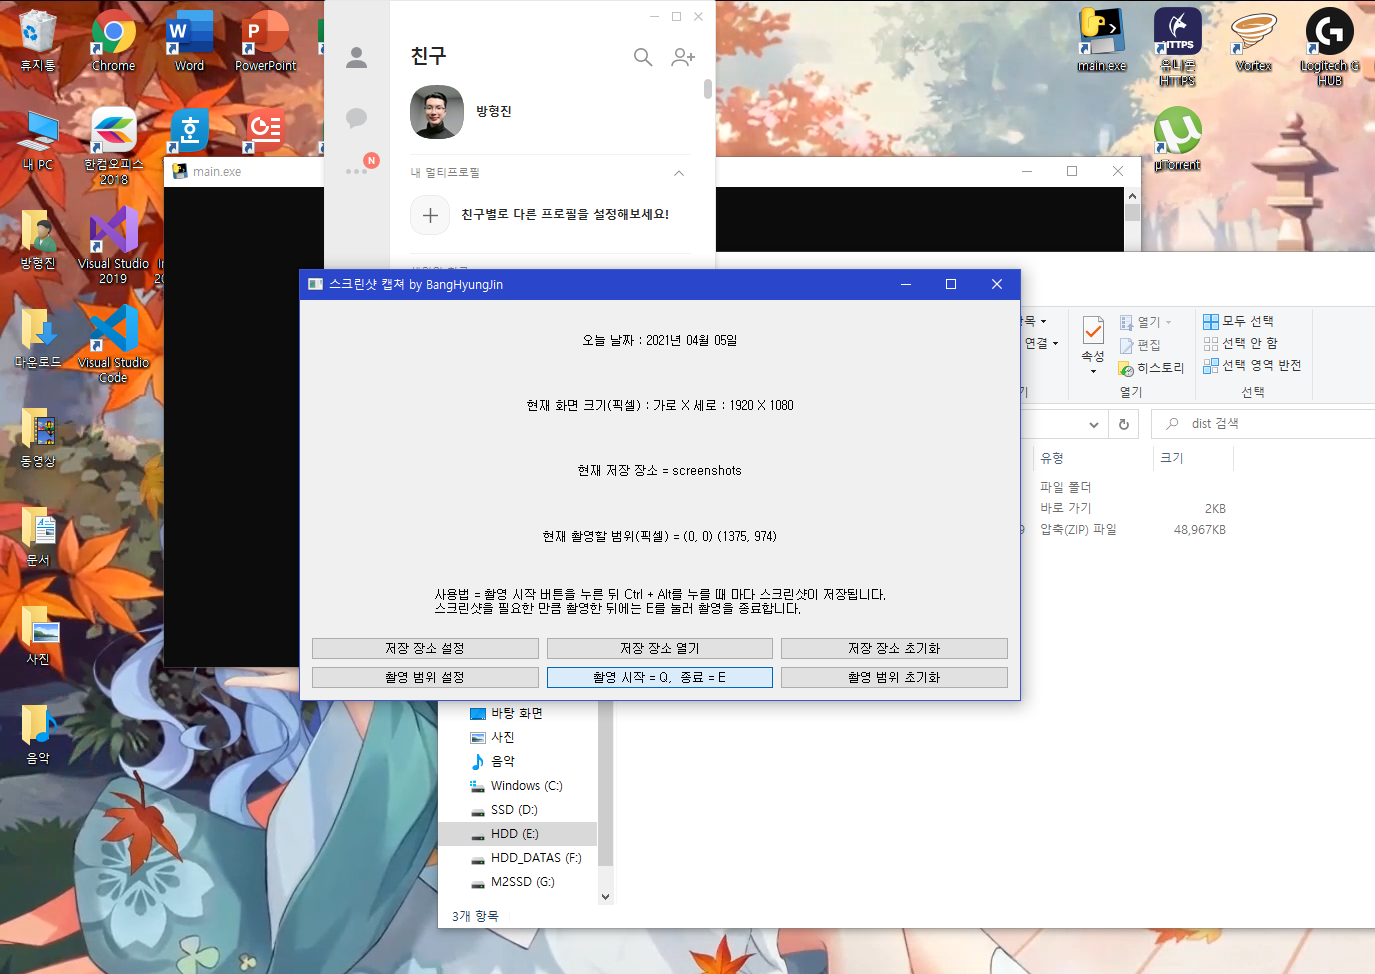 휴지통
Chrome
Word
PowerPoint
main.exe
유니콘
HTTPS
HTTPS
Vortex
Logitech G
HUB
친구
방형진
N
내 멀티프로필
친구별로 다른 프로필을 설정해보세요!
내 PC
한컴오피스
2018
µTorrent
main.exe
방형진
Visual Studio
2019
다운로드
Visual Studio
Code
동영상
문서
사진
음악
스크린샷 캡쳐 by BangHyungJin
오늘 날짜 : 2021년 04월 05일
현재 화면 크기(픽셀) : 가로 X 세로 : 1920 X 1080
현재 저장 장소 = screenshots
현재 촬영할 범위(픽셀) = (0, 0) (1375, 974)
사용법 = 촬영 시작 버튼을 누른 뒤 Ctrl + Alt를 누를 때 마다 스크린샷이 저장됩니다.
스크린샷을 필요한 만큼 촬영한 뒤에는 E를 눌러 촬영을 종료합니다.
저장 장소 설정
저장 장소 열기
저장 장소 초기화
촬영 범위 설정
촬영 시작 = Q, 종료 = E
촬영 범위 초기화
연결
속성
열기
편집
히스토리
열기
모두 선택
선택 안 함
선택 영역 반전
선택
dist 검색
유형
크기
파일 폴더
바로 가기
2KB
압축(ZIP) 파일
48,967KB
바탕 화면
사진
음악
Windows (C:)
SSD (D:)
HDD (E:)
HDD_DATAS (F:)
M2SSD (G:)
3개 항목